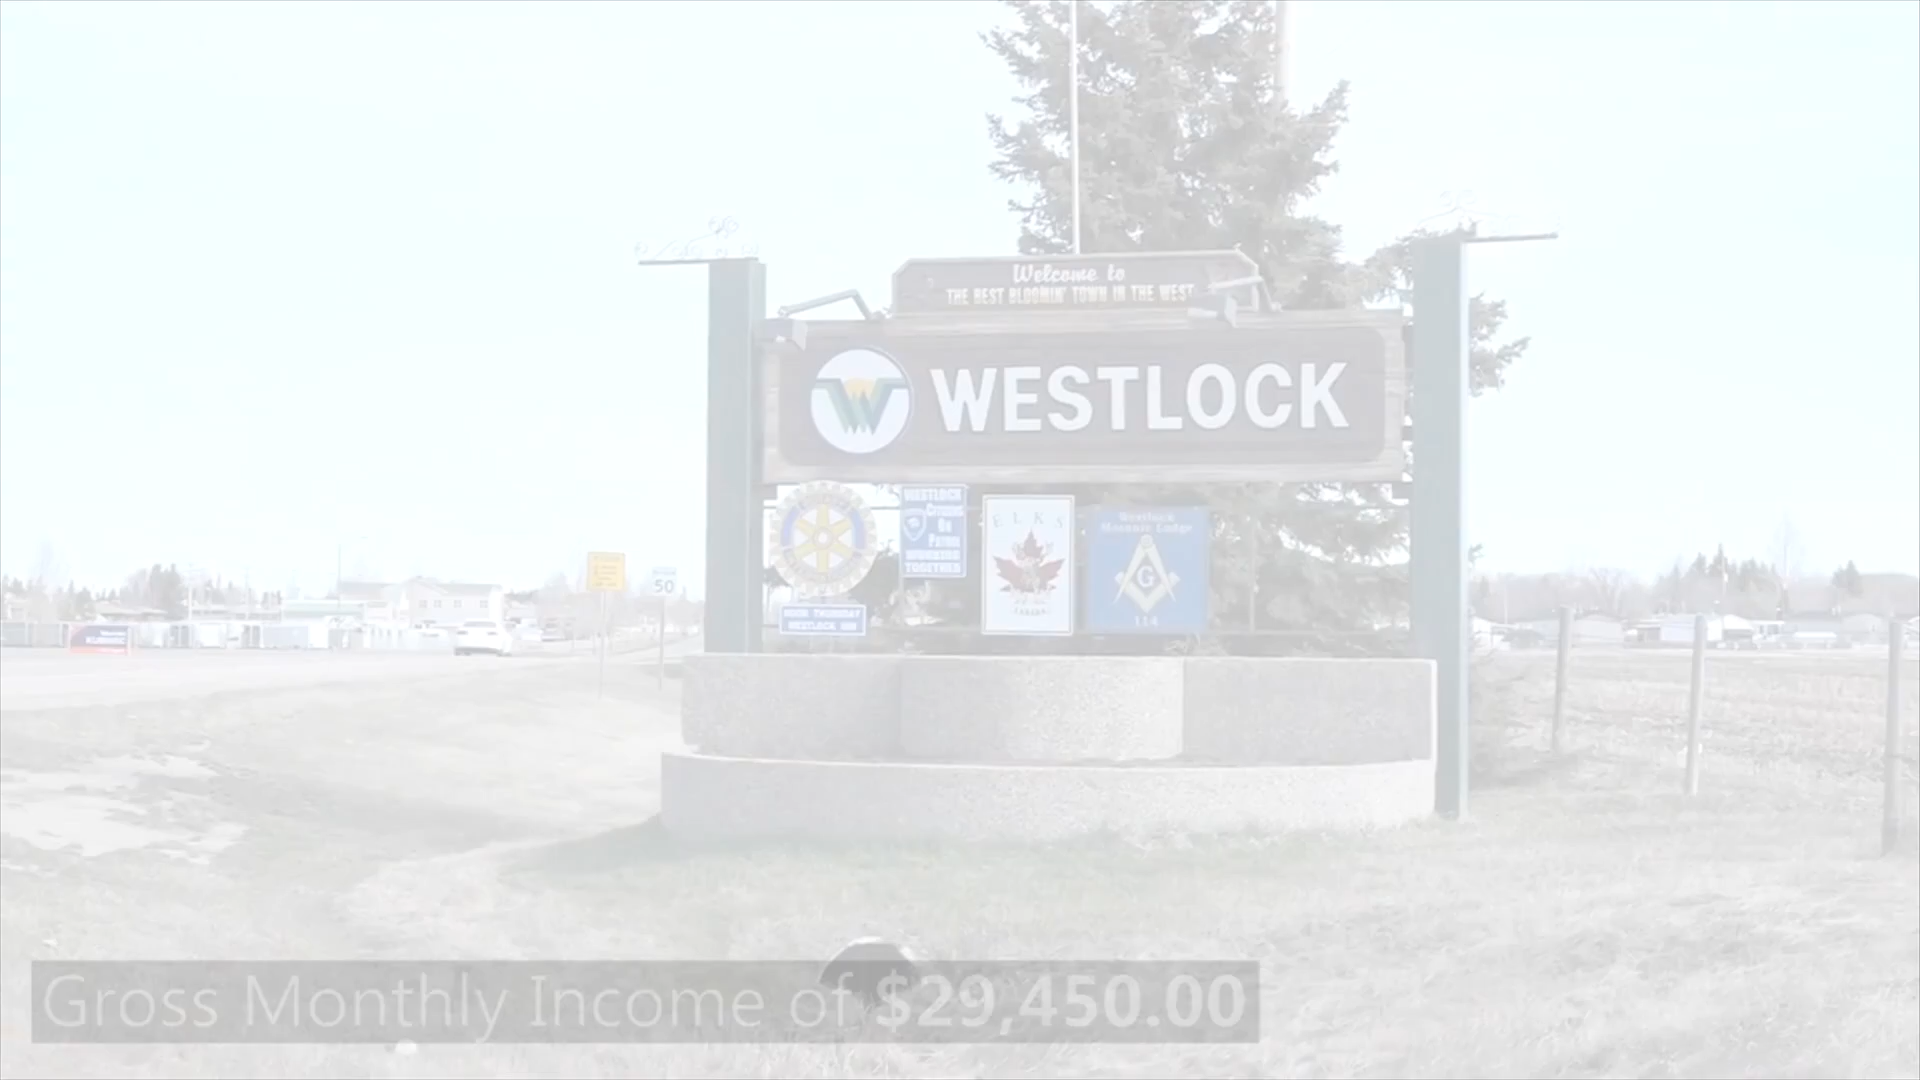 Welcome to
THE BEST BLOOMIN' TOWN IN THE WEST
WESTLOCK
WESTLOCK
Citizens
On
Patrol
WORKING
TOGETHER
ELKS
CANADA
Westlock
Masonic Lodge
G
114
NOON THURSDAY
WESTLOCK INN
50
Gross Monthly Income of $29,450.00